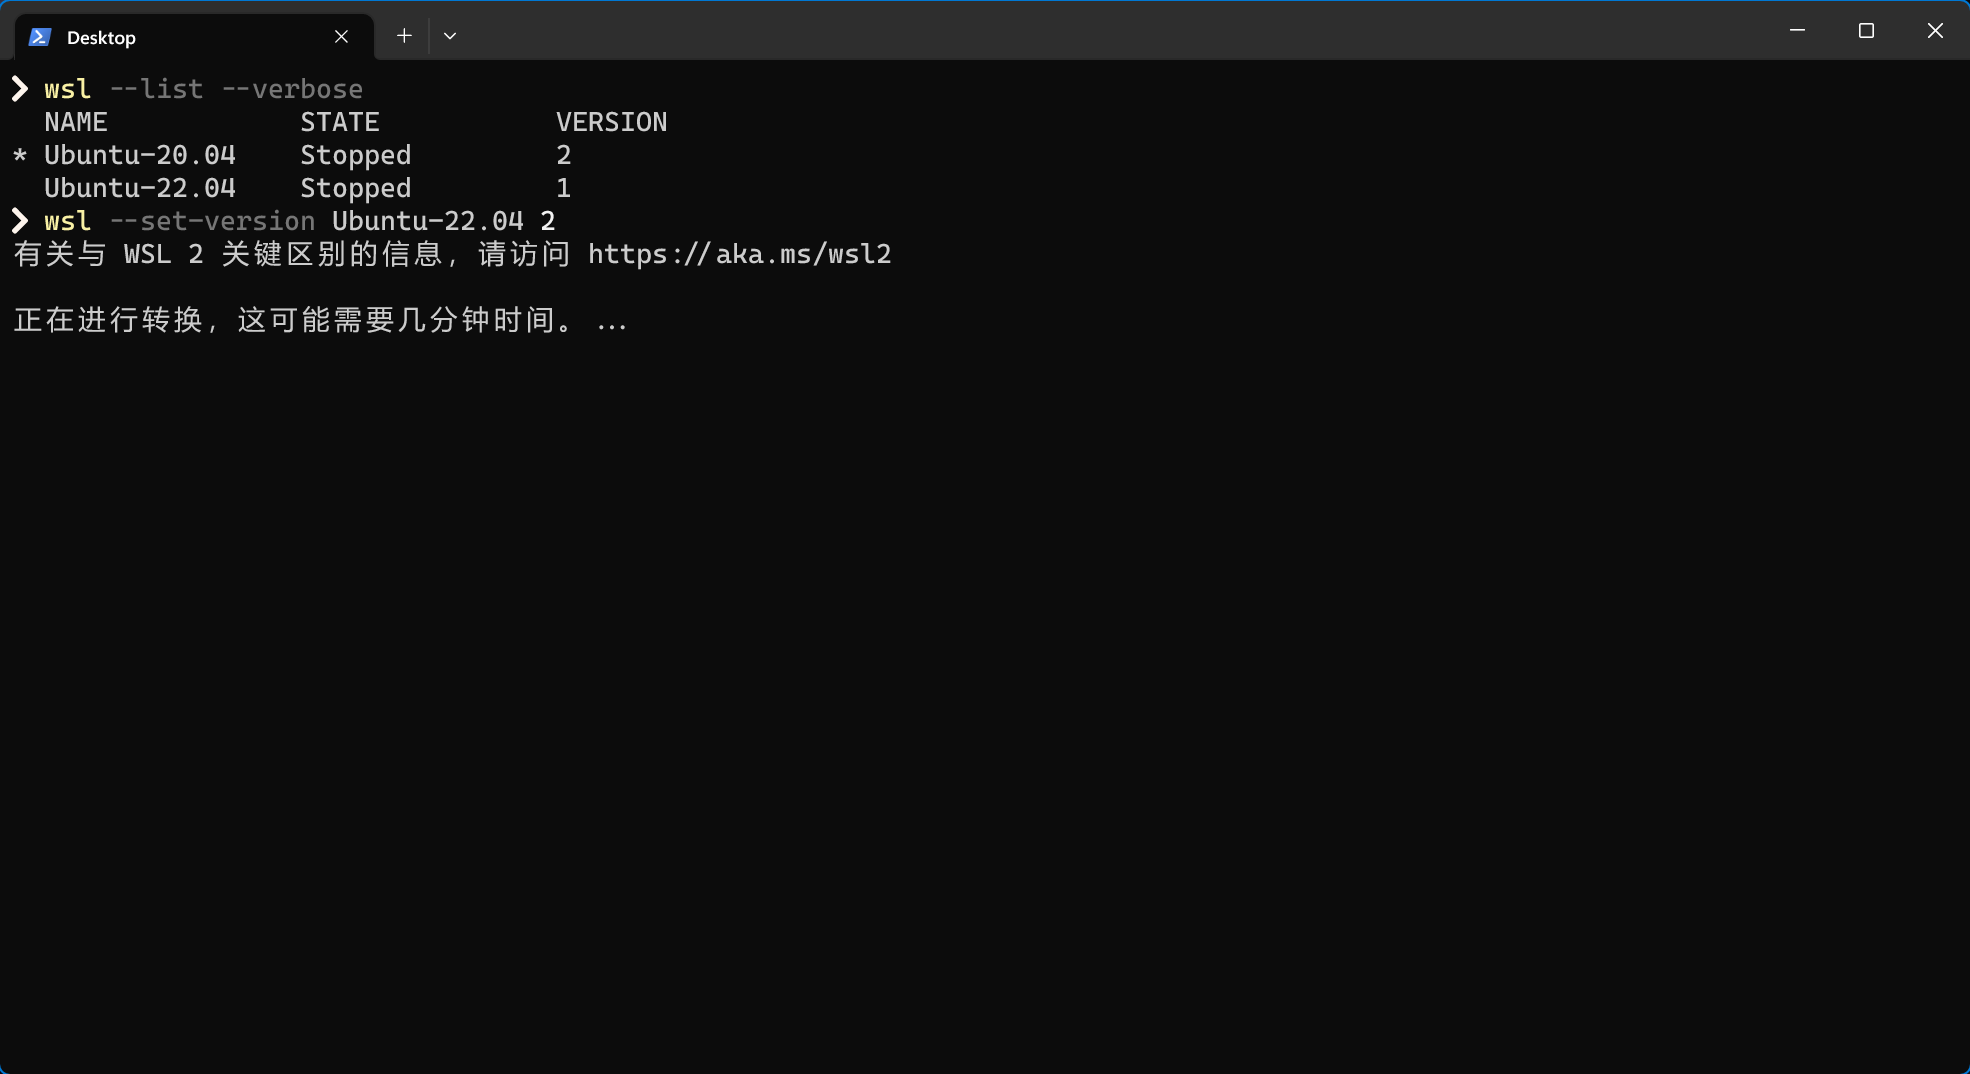 Desktop
❯ wsl --list --verbose
  NAME            STATE           VERSION
* Ubuntu-20.04    Stopped         2
  Ubuntu-22.04    Stopped         1
❯ wsl --set-version Ubuntu-22.04 2
有关与 WSL 2 关键区别的信息，请访问 https://aka.ms/wsl2
正在进行转换，这可能需要几分钟时间。 ...